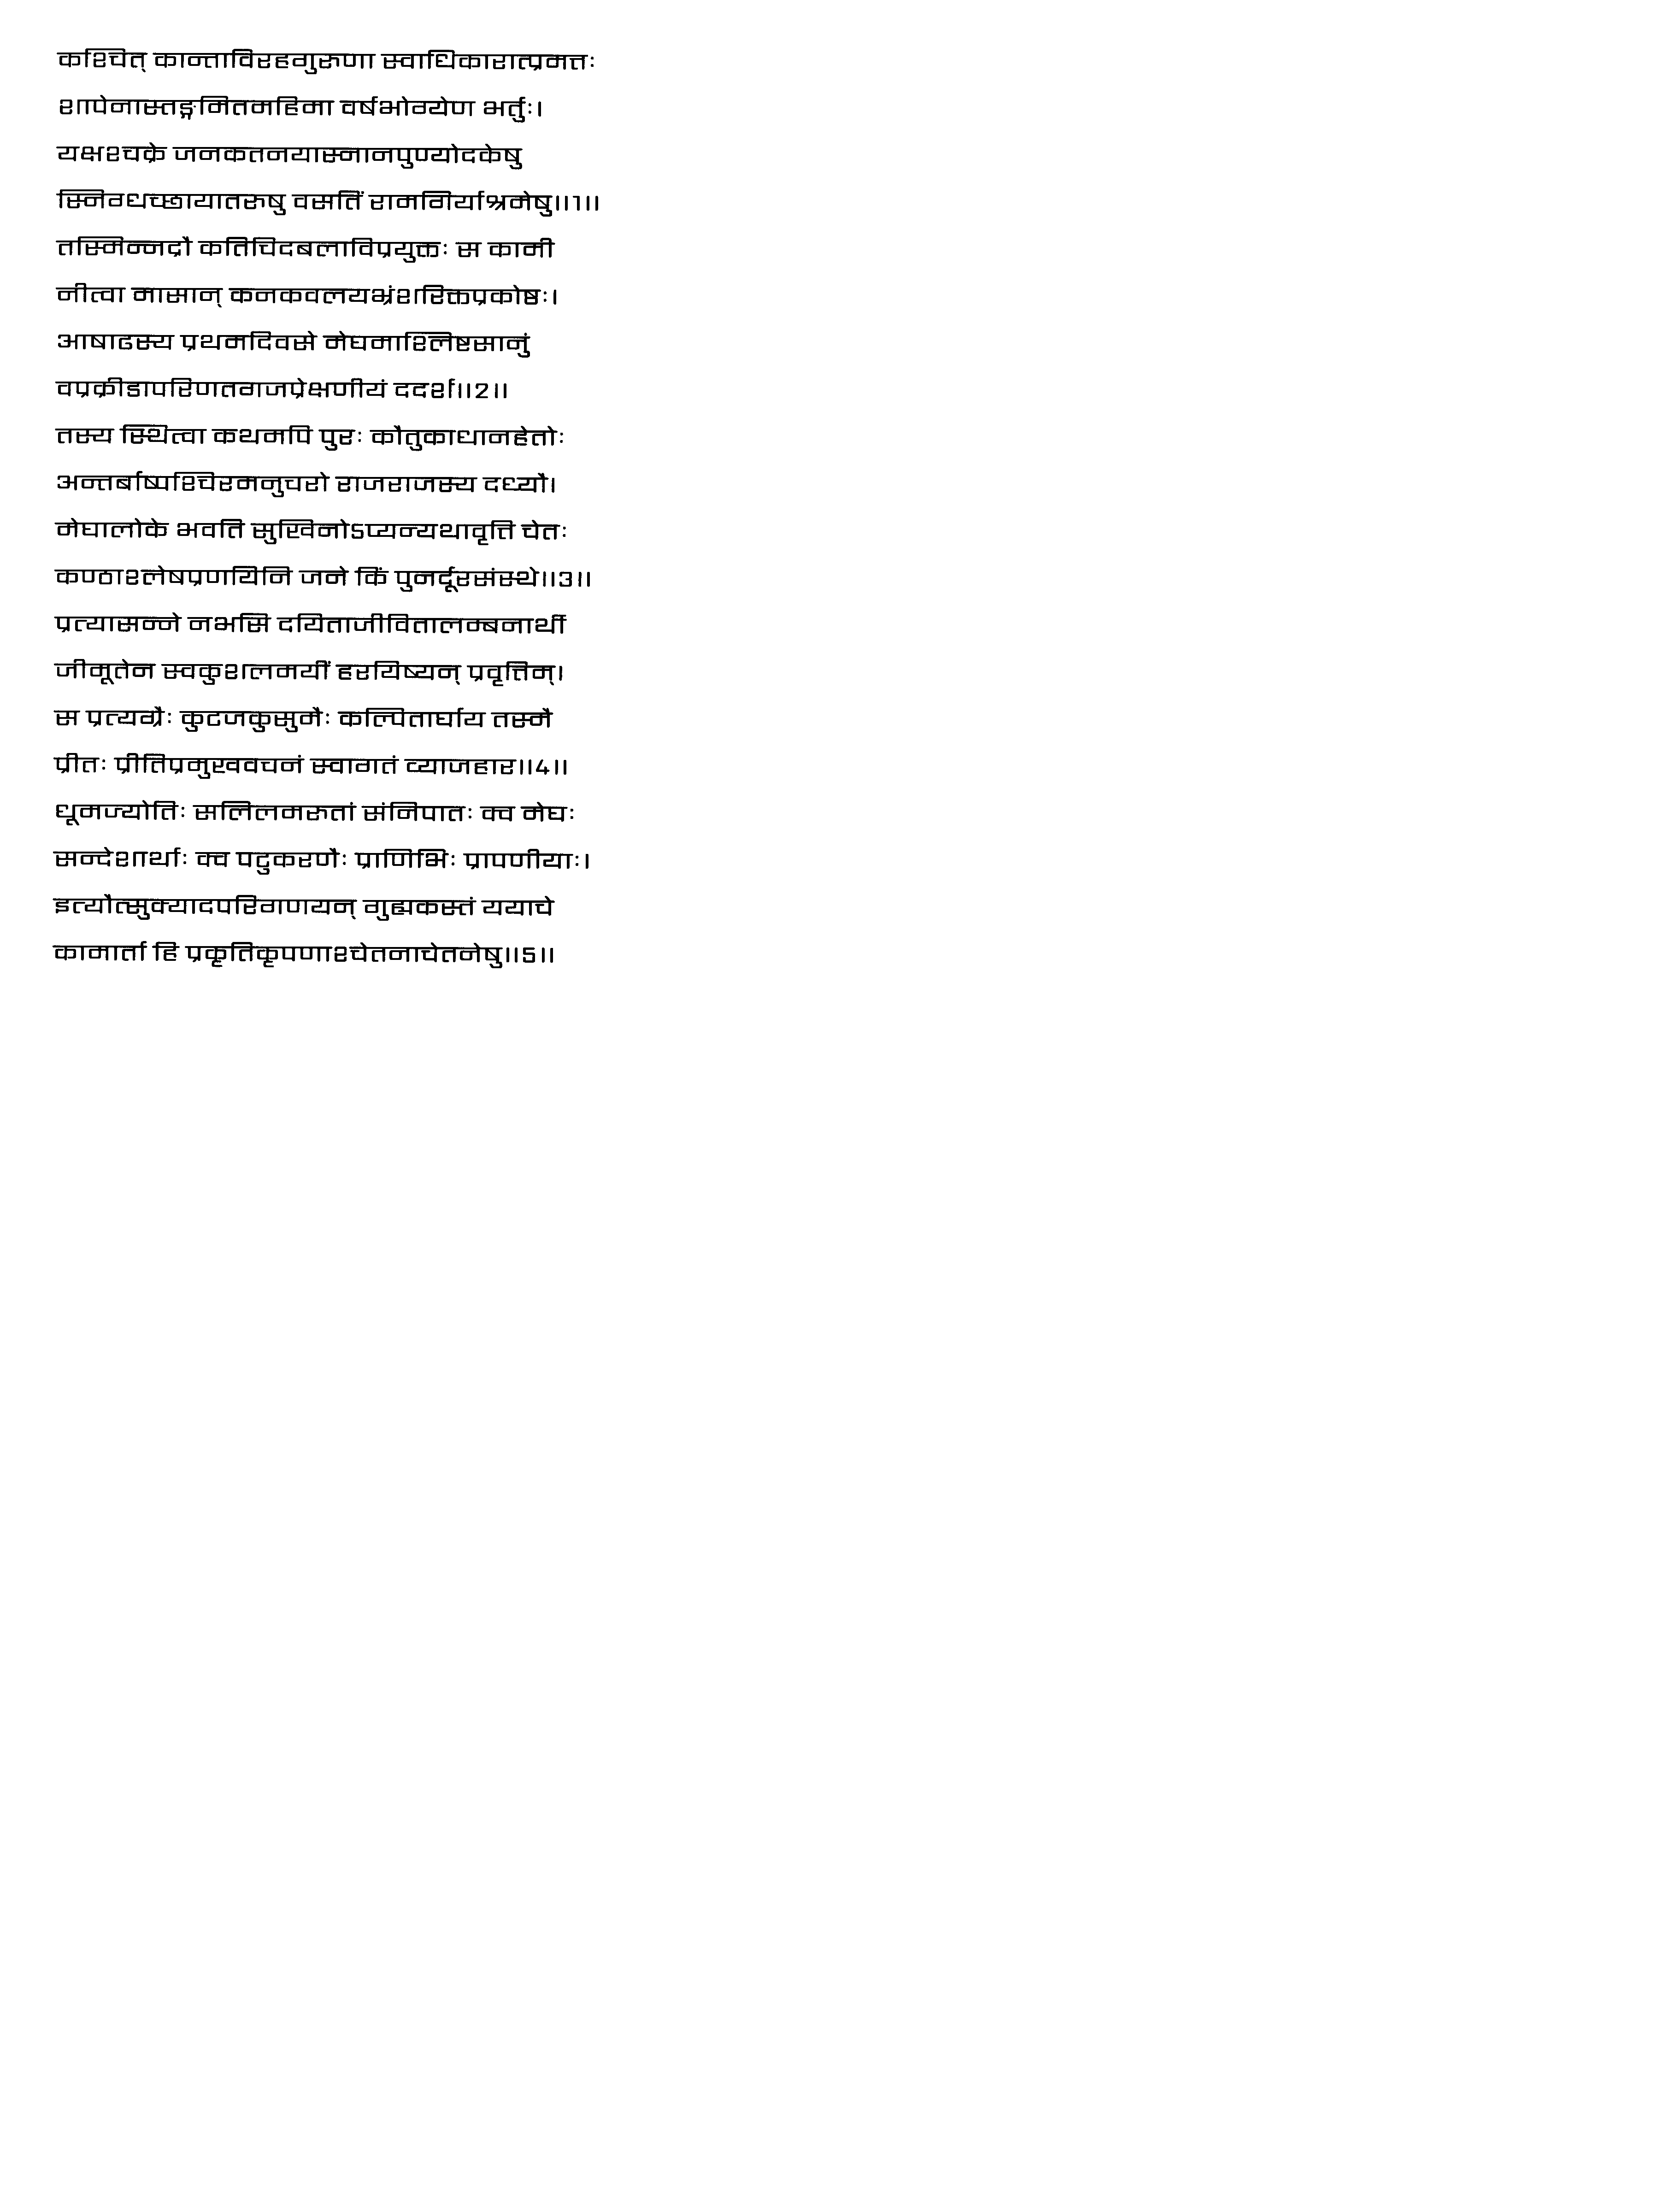 कश्चित् कान्ताविरहगुरुणा स्वाधिकारात्प्रमत्तः
शापेनास्तङ्गमितमहिमा वर्षभोग्येण भर्तुः।
यक्षश्चक्रे जनकतनयास्नानपुण्योदकेषु
स्निग्धच्छायातरुषु वसतिं रामगिर्याश्रमेषु॥1॥
तस्मिन्नद्रौ कतिचिदबलाविप्रयुक्तः स कामी
नीत्वा मासान् कनकवलयभ्रंशरिक्तप्रकोष्ठः।
आषाढस्य प्रथमदिवसे मेघमाश्लिष्टसानुं
वप्रक्रीडापरिणतगजप्रेक्षणीयं ददर्श॥2॥
तस्य स्थित्वा कथमपि पुरः कौतुकाधानहेतोः
अन्तर्बाष्पश्चिरमनुचरो राजराजस्य दध्यौ।
मेघालोके भवति सुखिनोऽप्यन्यथावृत्ति चेतः
कण्ठाश्लेषप्रणयिनि जने किं पुनर्दूरसंस्थे॥3॥
प्रत्यासन्ने नभसि दयिताजीवितालम्बनार्थी
जीमूतेन स्वकुशलमयीं हरयिष्यन् प्रवृत्तिम्।
स प्रत्यग्रैः कुटजकुसुमैः कल्पितार्घाय तस्मै
प्रीतः प्रीतिप्रमुखवचनं स्वागतं व्याजहार॥4॥
धूमज्योतिः सलिलमरुतां संनिपातः क्व मेघः
सन्देशार्थाः क्व पटुकरणैः प्राणिभिः प्रापणीयाः।
इत्यौत्सुक्यादपरिगणयन् गुह्यकस्तं ययाचे
कामार्ता हि प्रकृतिकृपणाश्चेतनाचेतनेषु॥5॥